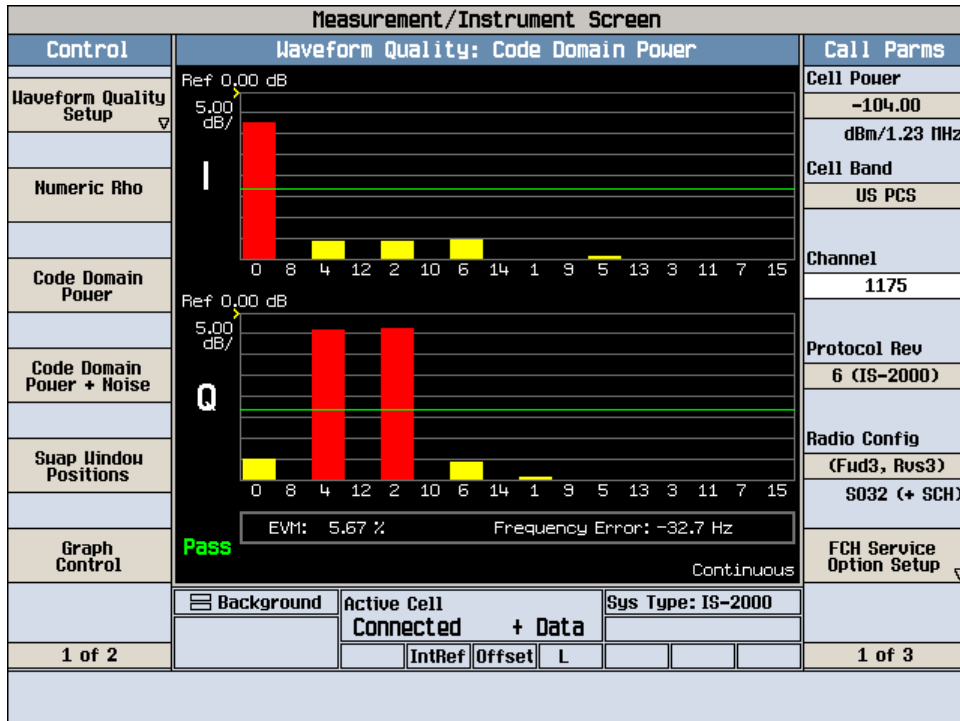 Measurement/Instrument Screen
Control
Waveform Quality: Code Domain Power
Call Parms
Waveform Quality
Setup
Numeric Rho
Code Domain
Power
Code Domain
Power + Noise
Swap Window
Positions
Graph
Control
1 of 2
Ref 0.00 dB
5.00
dB/
I
0 8 4 12 2 10 6 14 1 9 5 13 3 11 7 15
Ref 0.00 dB
5.00
dB/
Q
0 8 4 12 2 10 6 14 1 9 5 13 3 11 7 15
EVM: 5.67 % Frequency Error: -32.7 Hz
Pass
Continuous
Background
Active Cell
Connected + Data
Sys Type: IS-2000
IntRef Offset L
Cell Power
-104.00
dBm/1.23 MHz
Cell Band
US PCS
Channel
1175
Protocol Rev
6 (IS-2000)
Radio Config
(Fwd3, Rvs3)
SO32 (+ SCH)
FCH Service
Option Setup
1 of 3